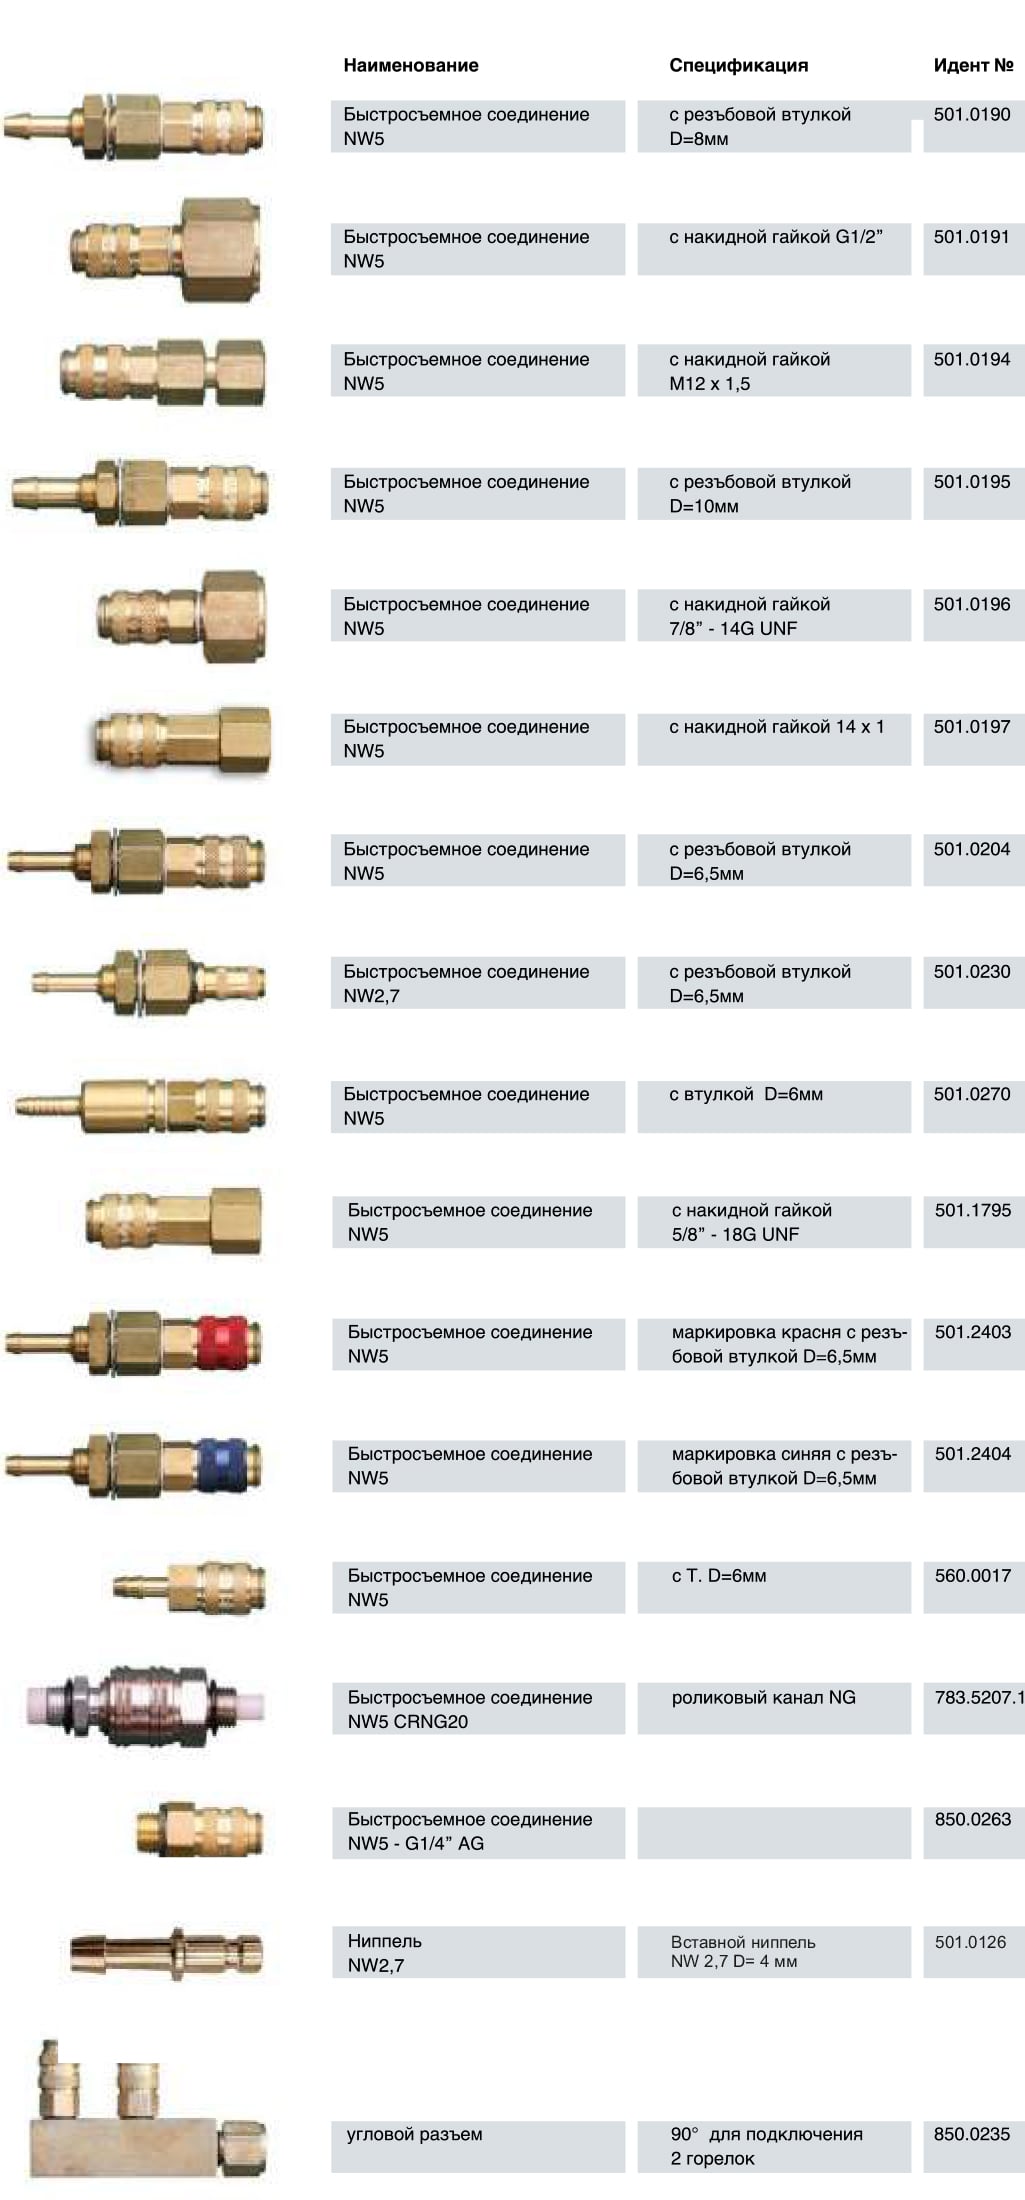 Наименование Спецификация Идент №
Быстросъемное соединение с резъбовой втулкой 501.0190
NW5 D=8мм
Быстросъемное соединение с накидной гайкой G1/2” 501.0191
NW5
Быстросъемное соединение с накидной гайкой 501.0194
NW5 M12 x 1,5
Быстросъемное соединение с резъбовой втулкой 501.0195
NW5 D=10мм
Быстросъемное соединение с накидной гайкой 501.0196
NW5 7/8” - 14G UNF
Быстросъемное соединение с накидной гайкой 14 x 1 501.0197
NW5
Быстросъемное соединение с резъбовой втулкой 501.0204
NW5 D=6,5мм
Быстросъемное соединение с резъбовой втулкой 501.0230
NW2,7 D=6,5мм
Быстросъемное соединение с втулкой D=6мм 501.0270
NW5
Быстросъемное соединение с накидной гайкой 501.1795
NW5 5/8” - 18G UNF
Быстросъемное соединение маркировка красня с резъ- 501.2403
NW5 бовой втулкой D=6,5мм
Быстросъемное соединение маркировка синяя с резъ- 501.2404
NW5 бовой втулкой D=6,5мм
Быстросъемное соединение с Т. D=6мм 560.0017
NW5
Быстросъемное соединение роликовый канал NG 783.5207.1
NW5 CRNG20
Быстросъемное соединение 850.0263
NW5 - G1/4” AG
Ниппель Вставной ниппель 501.0126
NW2,7 NW 2,7 D= 4 мм
угловой разъем 90° для подключения 850.0235
2 горелок